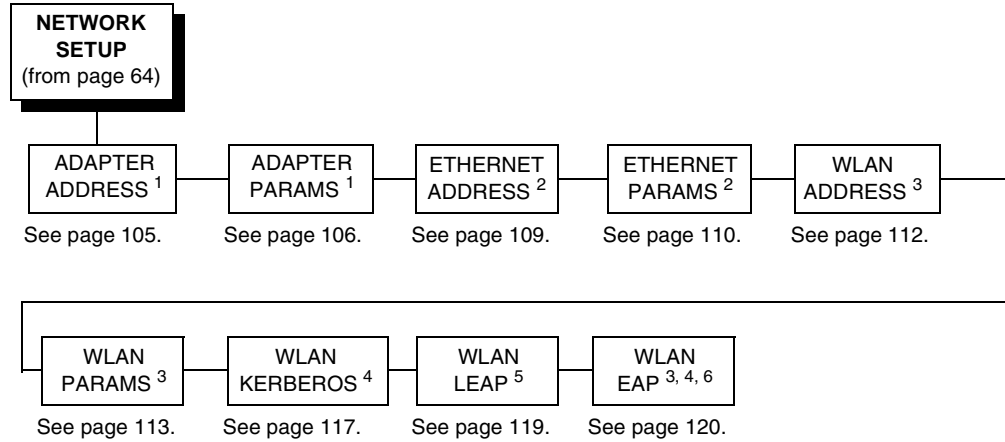 NETWORK
SETUP
(from page 64)
ADAPTER
ADDRESS 1
See page 105.
ADAPTER
PARAMS 1
See page 106.
ETHERNET
ADDRESS 2
See page 109.
ETHERNET
PARAMS 2
See page 110.
WLAN
ADDRESS 3
See page 112.
WLAN
PARAMS 3
See page 113.
WLAN
KERBEROS 4
See page 117.
WLAN
LEAP 5
See page 119.
WLAN
EAP 3, 4, 6
See page 120.